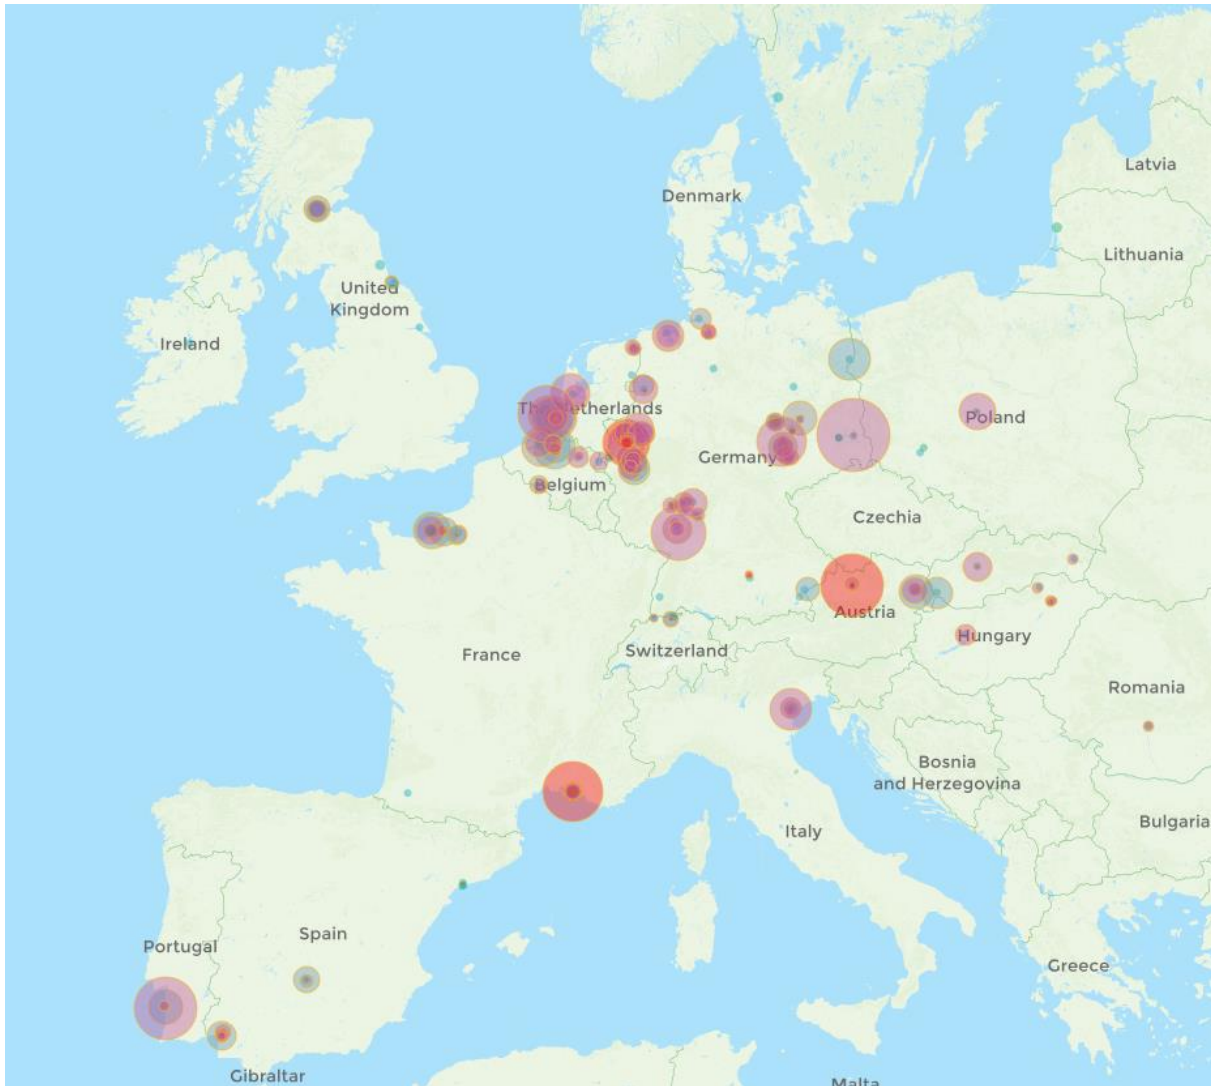 Latvia
Denmark
Lithuania
United
Kingdom
Ireland
The Netherlands
Poland
Germany
Belgium
Czechia
Austria
Hungary
Switzerland
France
Romania
Bosnia
and Herzegovina
Italy
Bulgaria
Spain
Portugal
Greece
Gibraltar
Malta